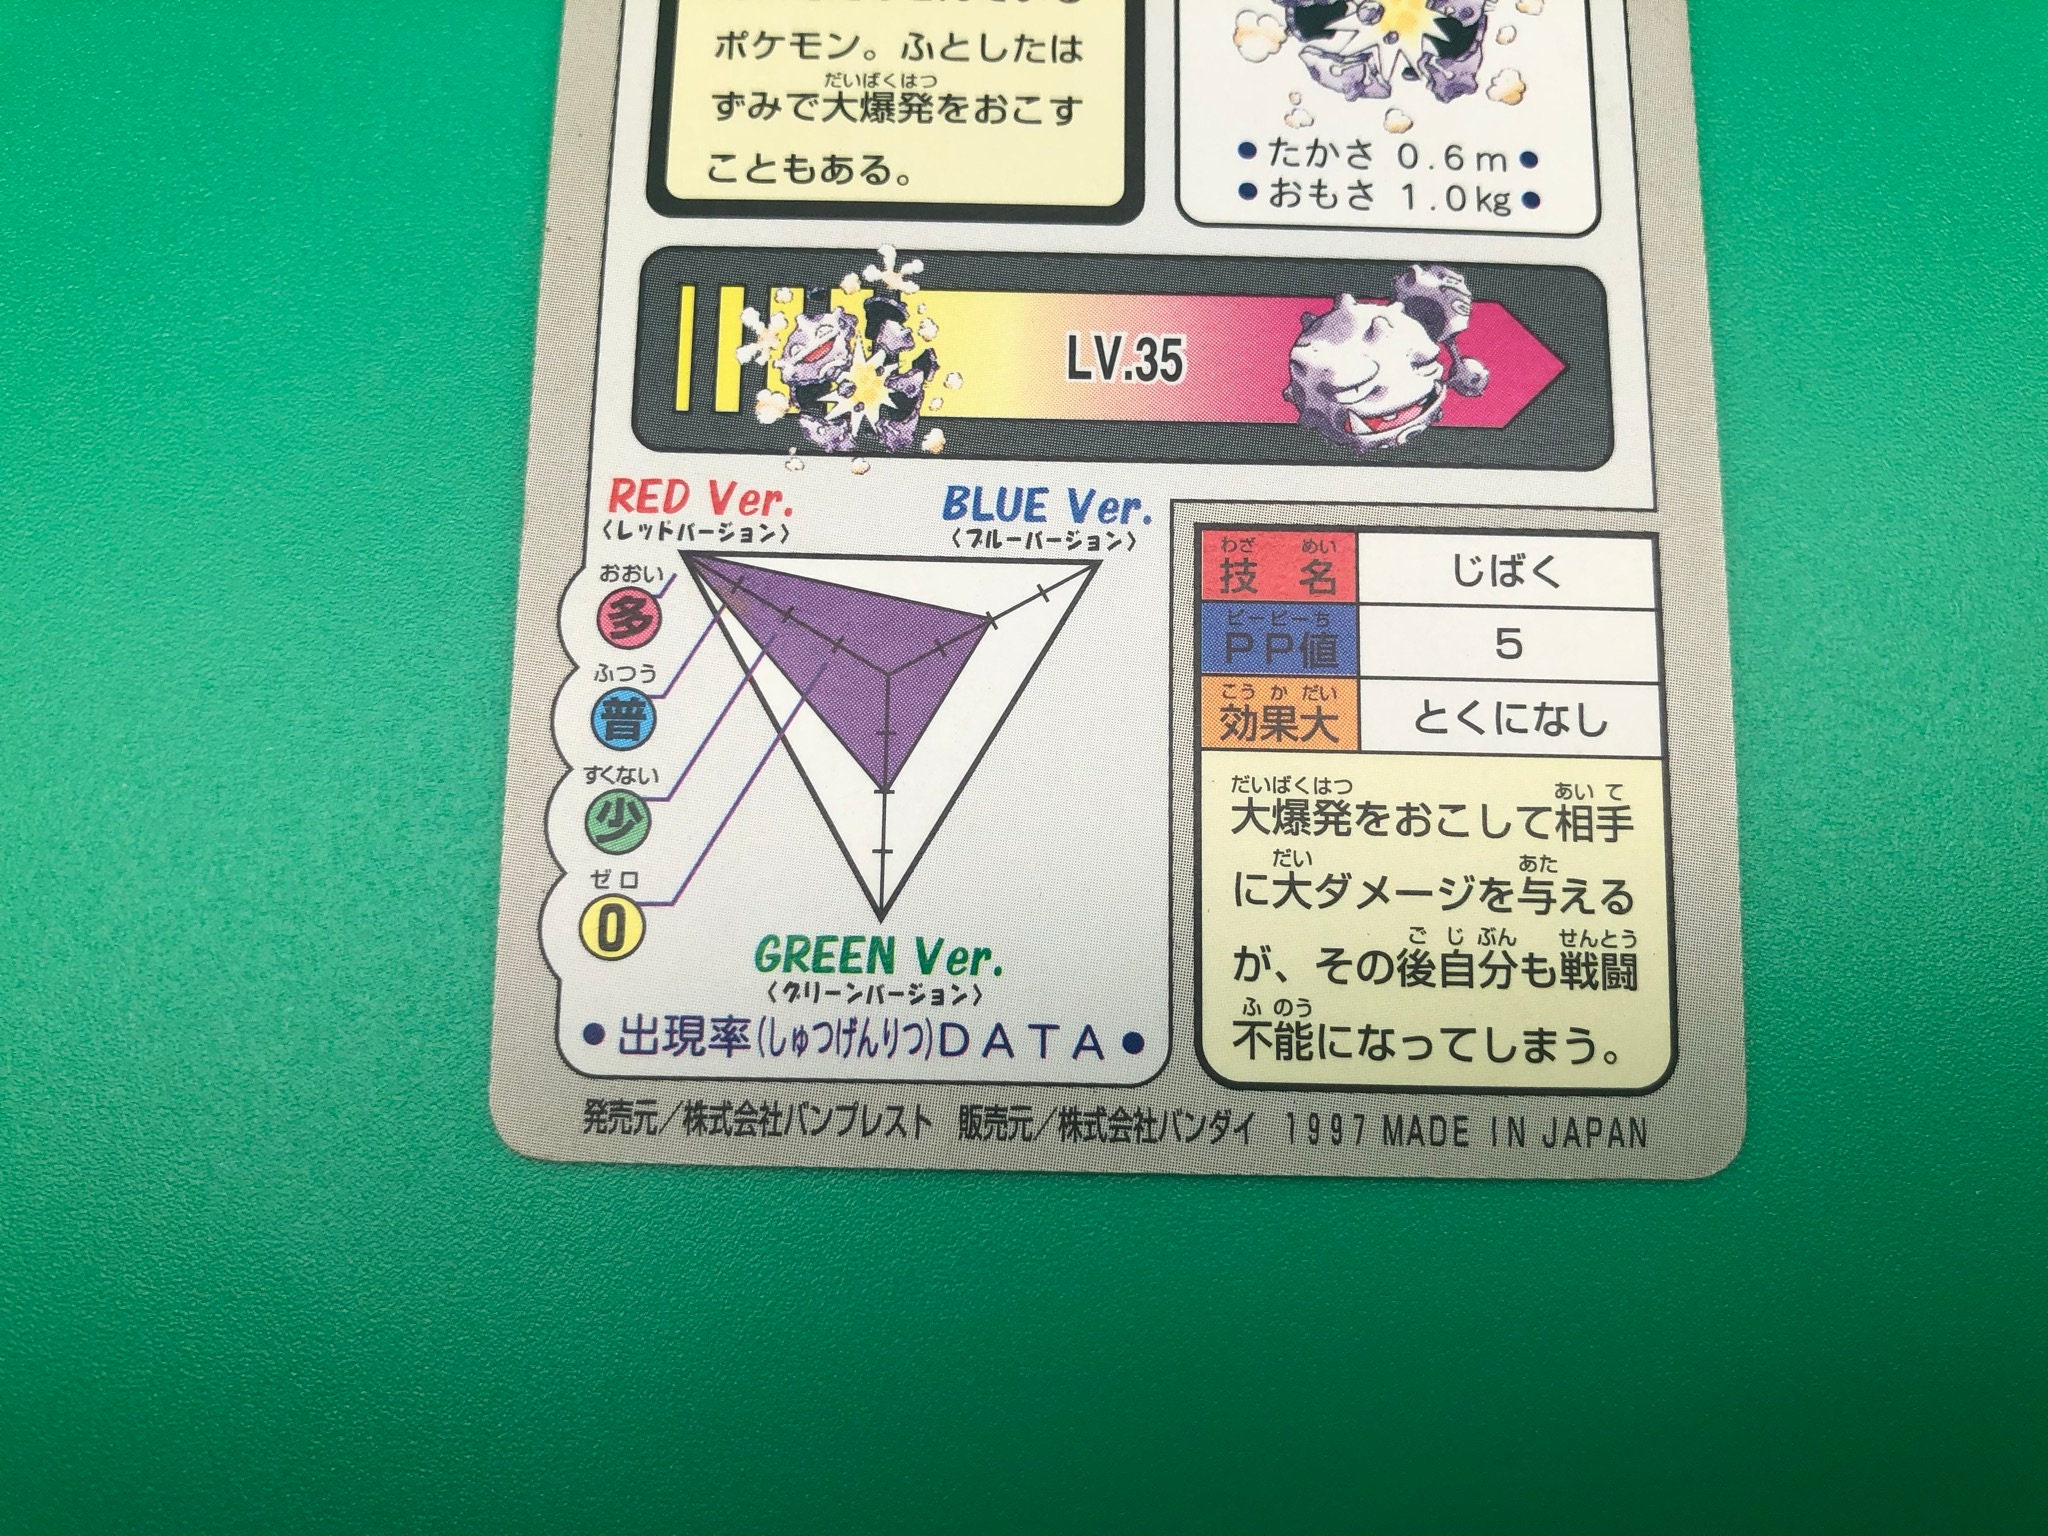 ポケモン。ふとしたは
だいばくはつ
ずみで大爆発をおこす
こともある。
●たかさ 0.6m●
●おもさ 1.0kg●
LV.35
RED Ver.
〈レッドバージョン〉
BLUE Ver.
〈ブルーバージョン〉
おおい
多
ふつう
普
すくない
少
ゼロ
0
GREEN Ver.
〈グリーンバージョン〉
●出現率(しゅつげんりつ)DATA●
わざ めい
技 名
じばく
ピーピーち
PP値
5
こうかだい
効果大
とくになし
だいばくはつ あいて
大爆発をおこして相手
だい あた
に大ダメージを与える
ご じぶん せんとう
が、その後自分も戦闘
ふのう
不能になってしまう。
発売元/株式会社バンプレスト 販売元/株式会社バンダイ 1997 MADE IN JAPAN